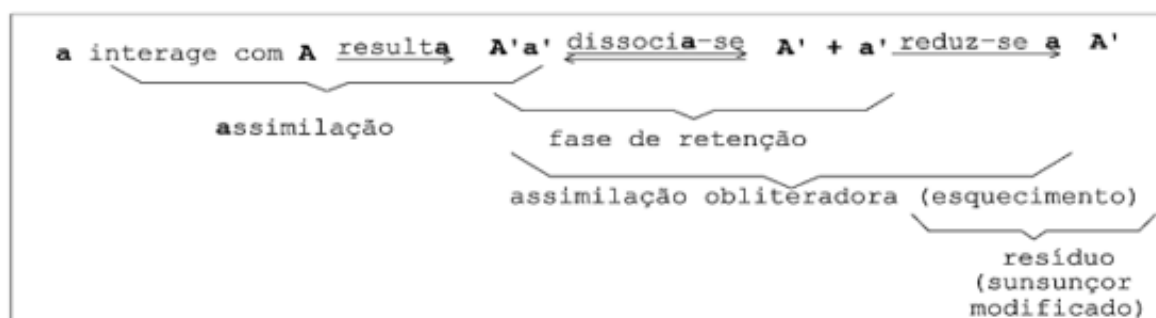 a interage com A resulta A'a' dissocia-se A' + a' reduz-se a A'
assimilação
fase de retenção
assimilação obliteradora (esquecimento)
resíduo
(sunsunçor
modificado)